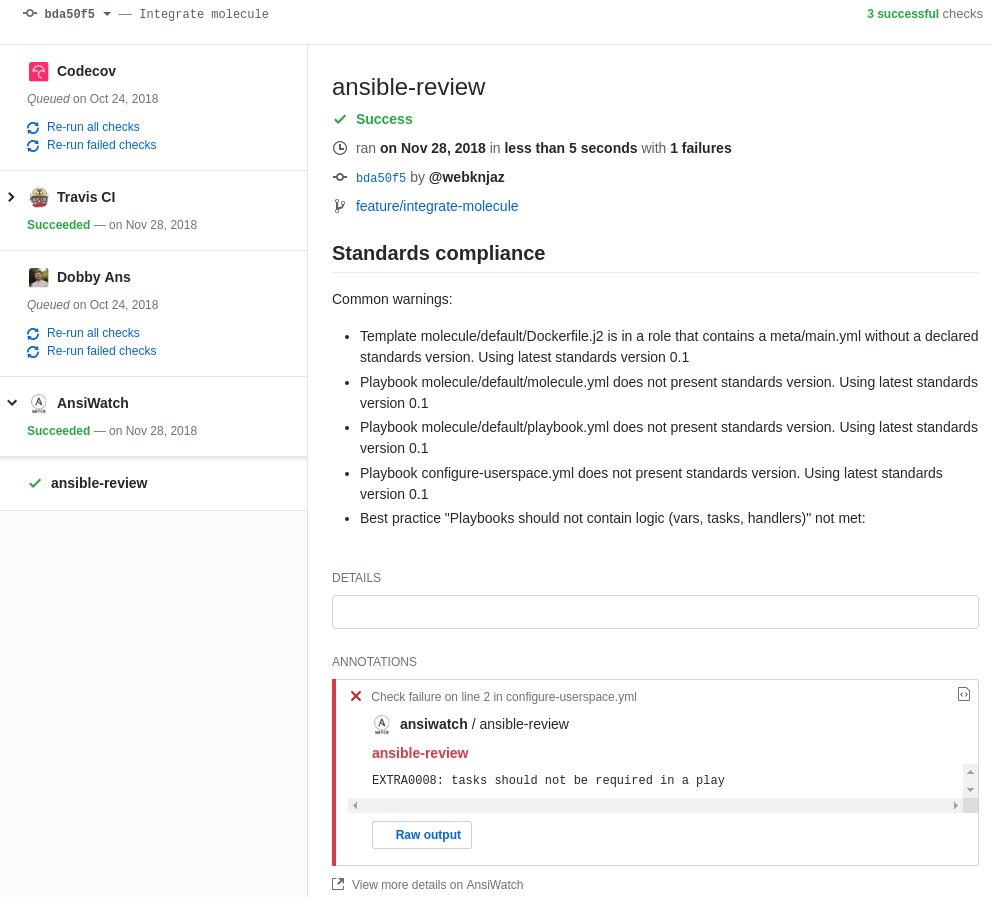 bda50f5 — Integrate molecule
3 successful checks
Codecov
Queued on Oct 24, 2018
Re-run all checks
Re-run failed checks
Travis CI
Succeeded — on Nov 28, 2018
Dobby Ans
Queued on Oct 24, 2018
Re-run all checks
Re-run failed checks
AnsiWatch
Succeeded — on Nov 28, 2018
ansible-review
ansible-review
Success
ran on Nov 28, 2018 in less than 5 seconds with 1 failures
bda50f5 by @webknjaz
feature/integrate-molecule
Standards compliance
Common warnings:
• Template molecule/default/Dockerfile.j2 is in a role that contains a meta/main.yml without a declared
standards version. Using latest standards version 0.1
• Playbook molecule/default/molecule.yml does not present standards version. Using latest standards
version 0.1
• Playbook molecule/default/playbook.yml does not present standards version. Using latest standards
version 0.1
• Playbook configure-userspace.yml does not present standards version. Using latest standards
version 0.1
• Best practice "Playbooks should not contain logic (vars, tasks, handlers)" not met:
DETAILS
ANNOTATIONS
Check failure on line 2 in configure-userspace.yml
A
WATCH
ansiwatch / ansible-review
ansible-review
EXTRA0008: tasks should not be required in a play
Raw output
View more details on AnsiWatch